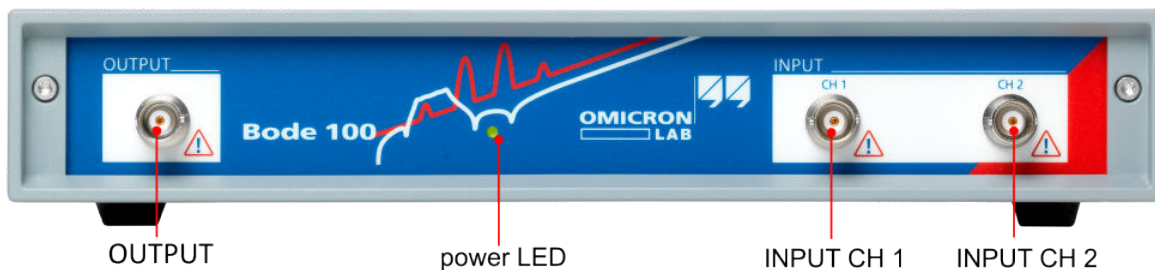 OUTPUT
INPUT
CH 1
CH 2
Bode 100
OMICRON
LAB
OUTPUT
power LED
INPUT CH 1
INPUT CH 2